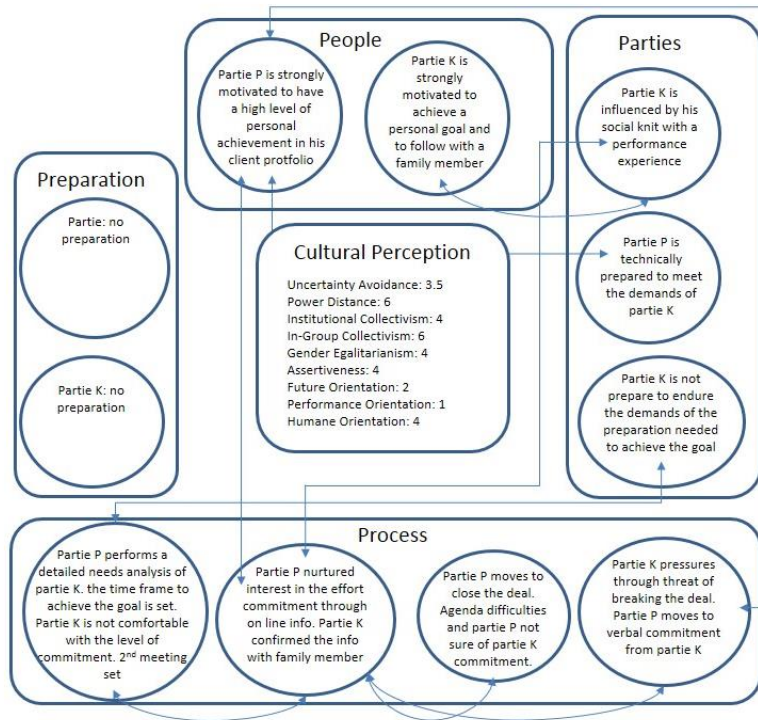 People
Partie P is strongly
motivated to have
a high level of
personal
achievement in his
client protfolio
Partie K is
strongly
motivated to
achieve a
personal goal and
to follow with a
family member
Parties
Partie K is
influenced by his
social knit with a
performance
experience
Partie P is
technically
prepared to meet
the demands of
partie K
Partie K is not
prepare to endure
the demands of the
preparation needed
to achieve the goal
Preparation
Partie: no
preparation
Partie K: no
preparation
Cultural Perception
Uncertainty Avoidance: 3.5
Power Distance: 6
Institutional Collectivism: 4
In-Group Collectivism: 6
Gender Egalitarianism: 4
Assertiveness: 4
Future Orientation: 2
Performance Orientation: 1
Humane Orientation: 4
Process
Partie P performs a
detailed needs analysis of
partie K. the time frame to
achieve the goal is set.
Partie K is not comfortable
with the level of
commitment. 2nd meeting
set
Partie P nurtured
interest in the effort
commitment through
on line info. Partie K
confirmed the info
with family member
Partie P moves to
close the deal.
Agenda difficulties
and partie P not
sure of partie K
commitment.
Partie K pressures
through threat of
breaking the deal.
Partie P moves to
verbal commitment
from partie K